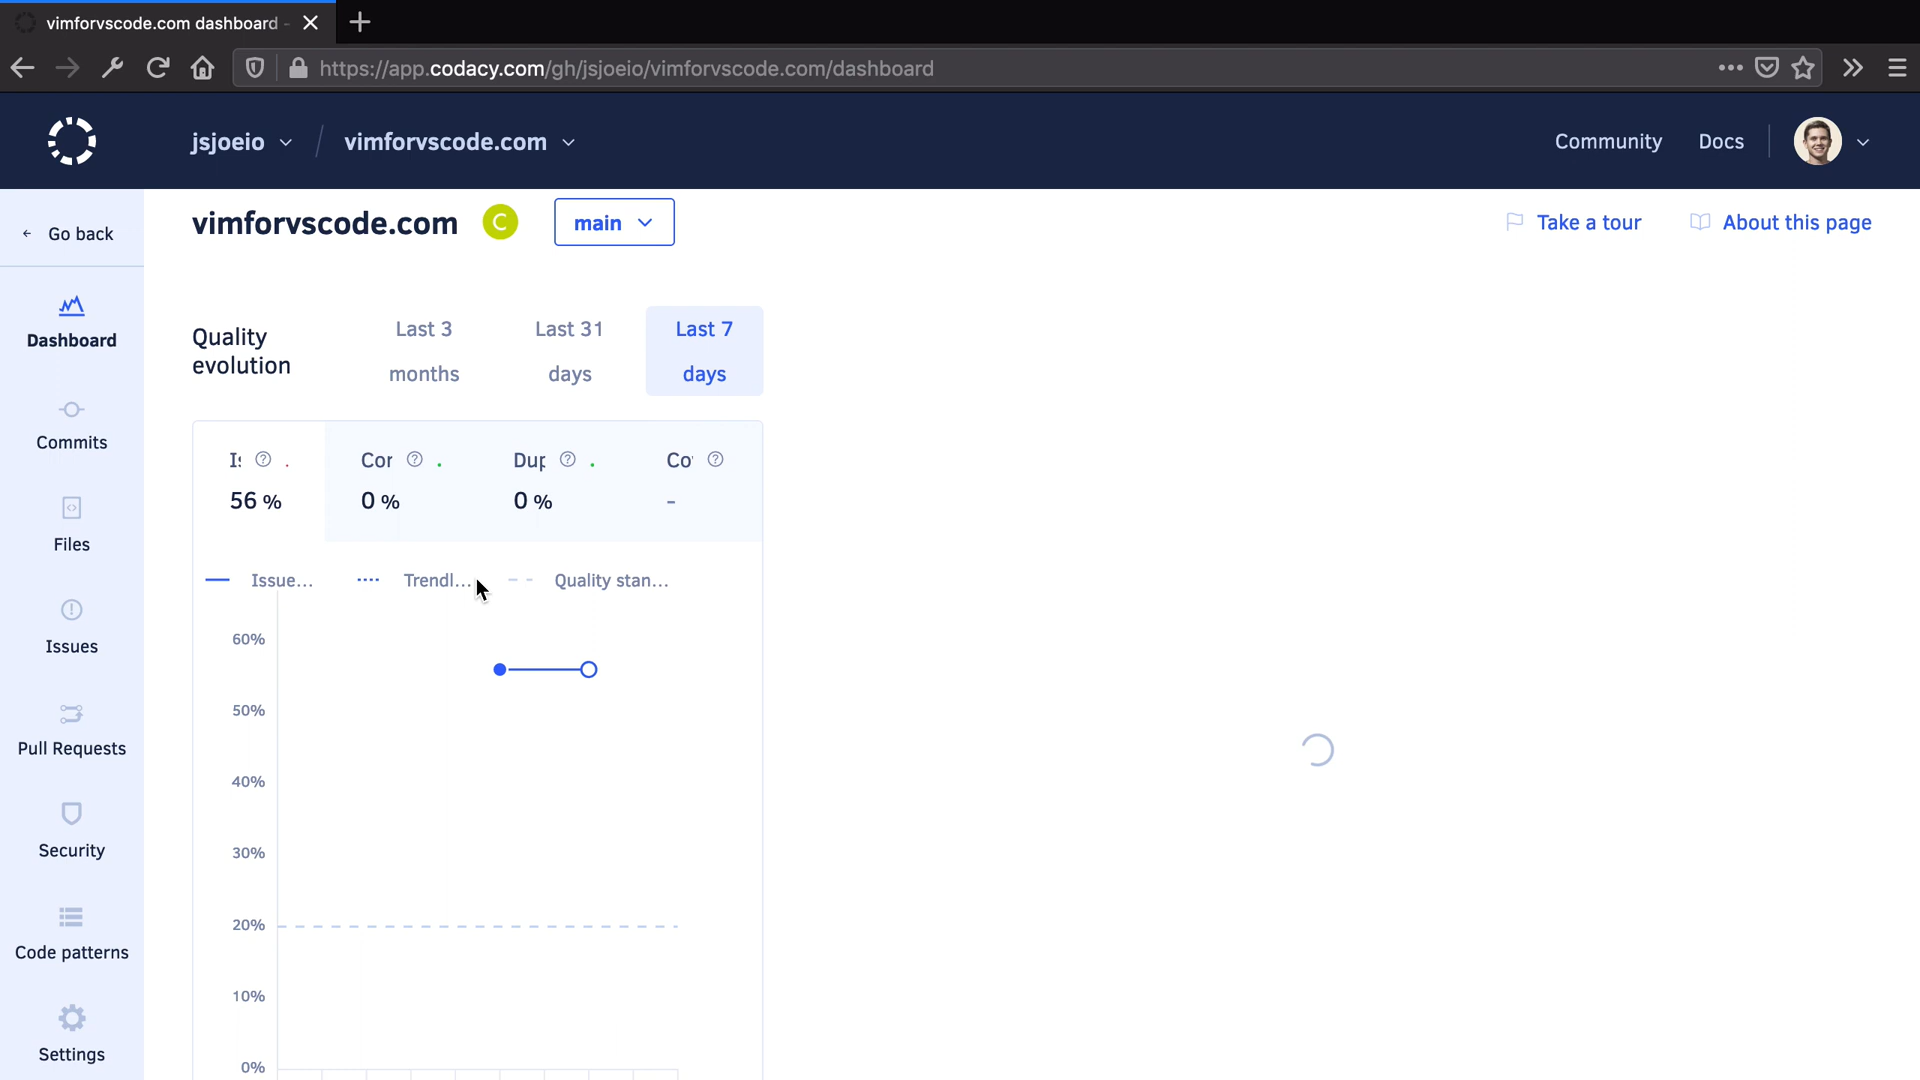 vimforvscode.com dashboard -
https://app.codacy.com/gh/jsjoeio/vimforvscode.com/dashboard
jsjoeio / vimforvscode.com
Community Docs
Go back
vimforvscode.com C main
Take a tour About this page
Dashboard
Commits
Files
Issues
Pull Requests
Security
Code patterns
Settings
Quality
evolution
Last 3
months
Last 31
days
Last 7
days
Is ? Cor ? Dup ? Co ?
56 % 0 % 0 % -
Issue... Trendl... Quality stan...
60%
50%
40%
30%
20%
10%
0%